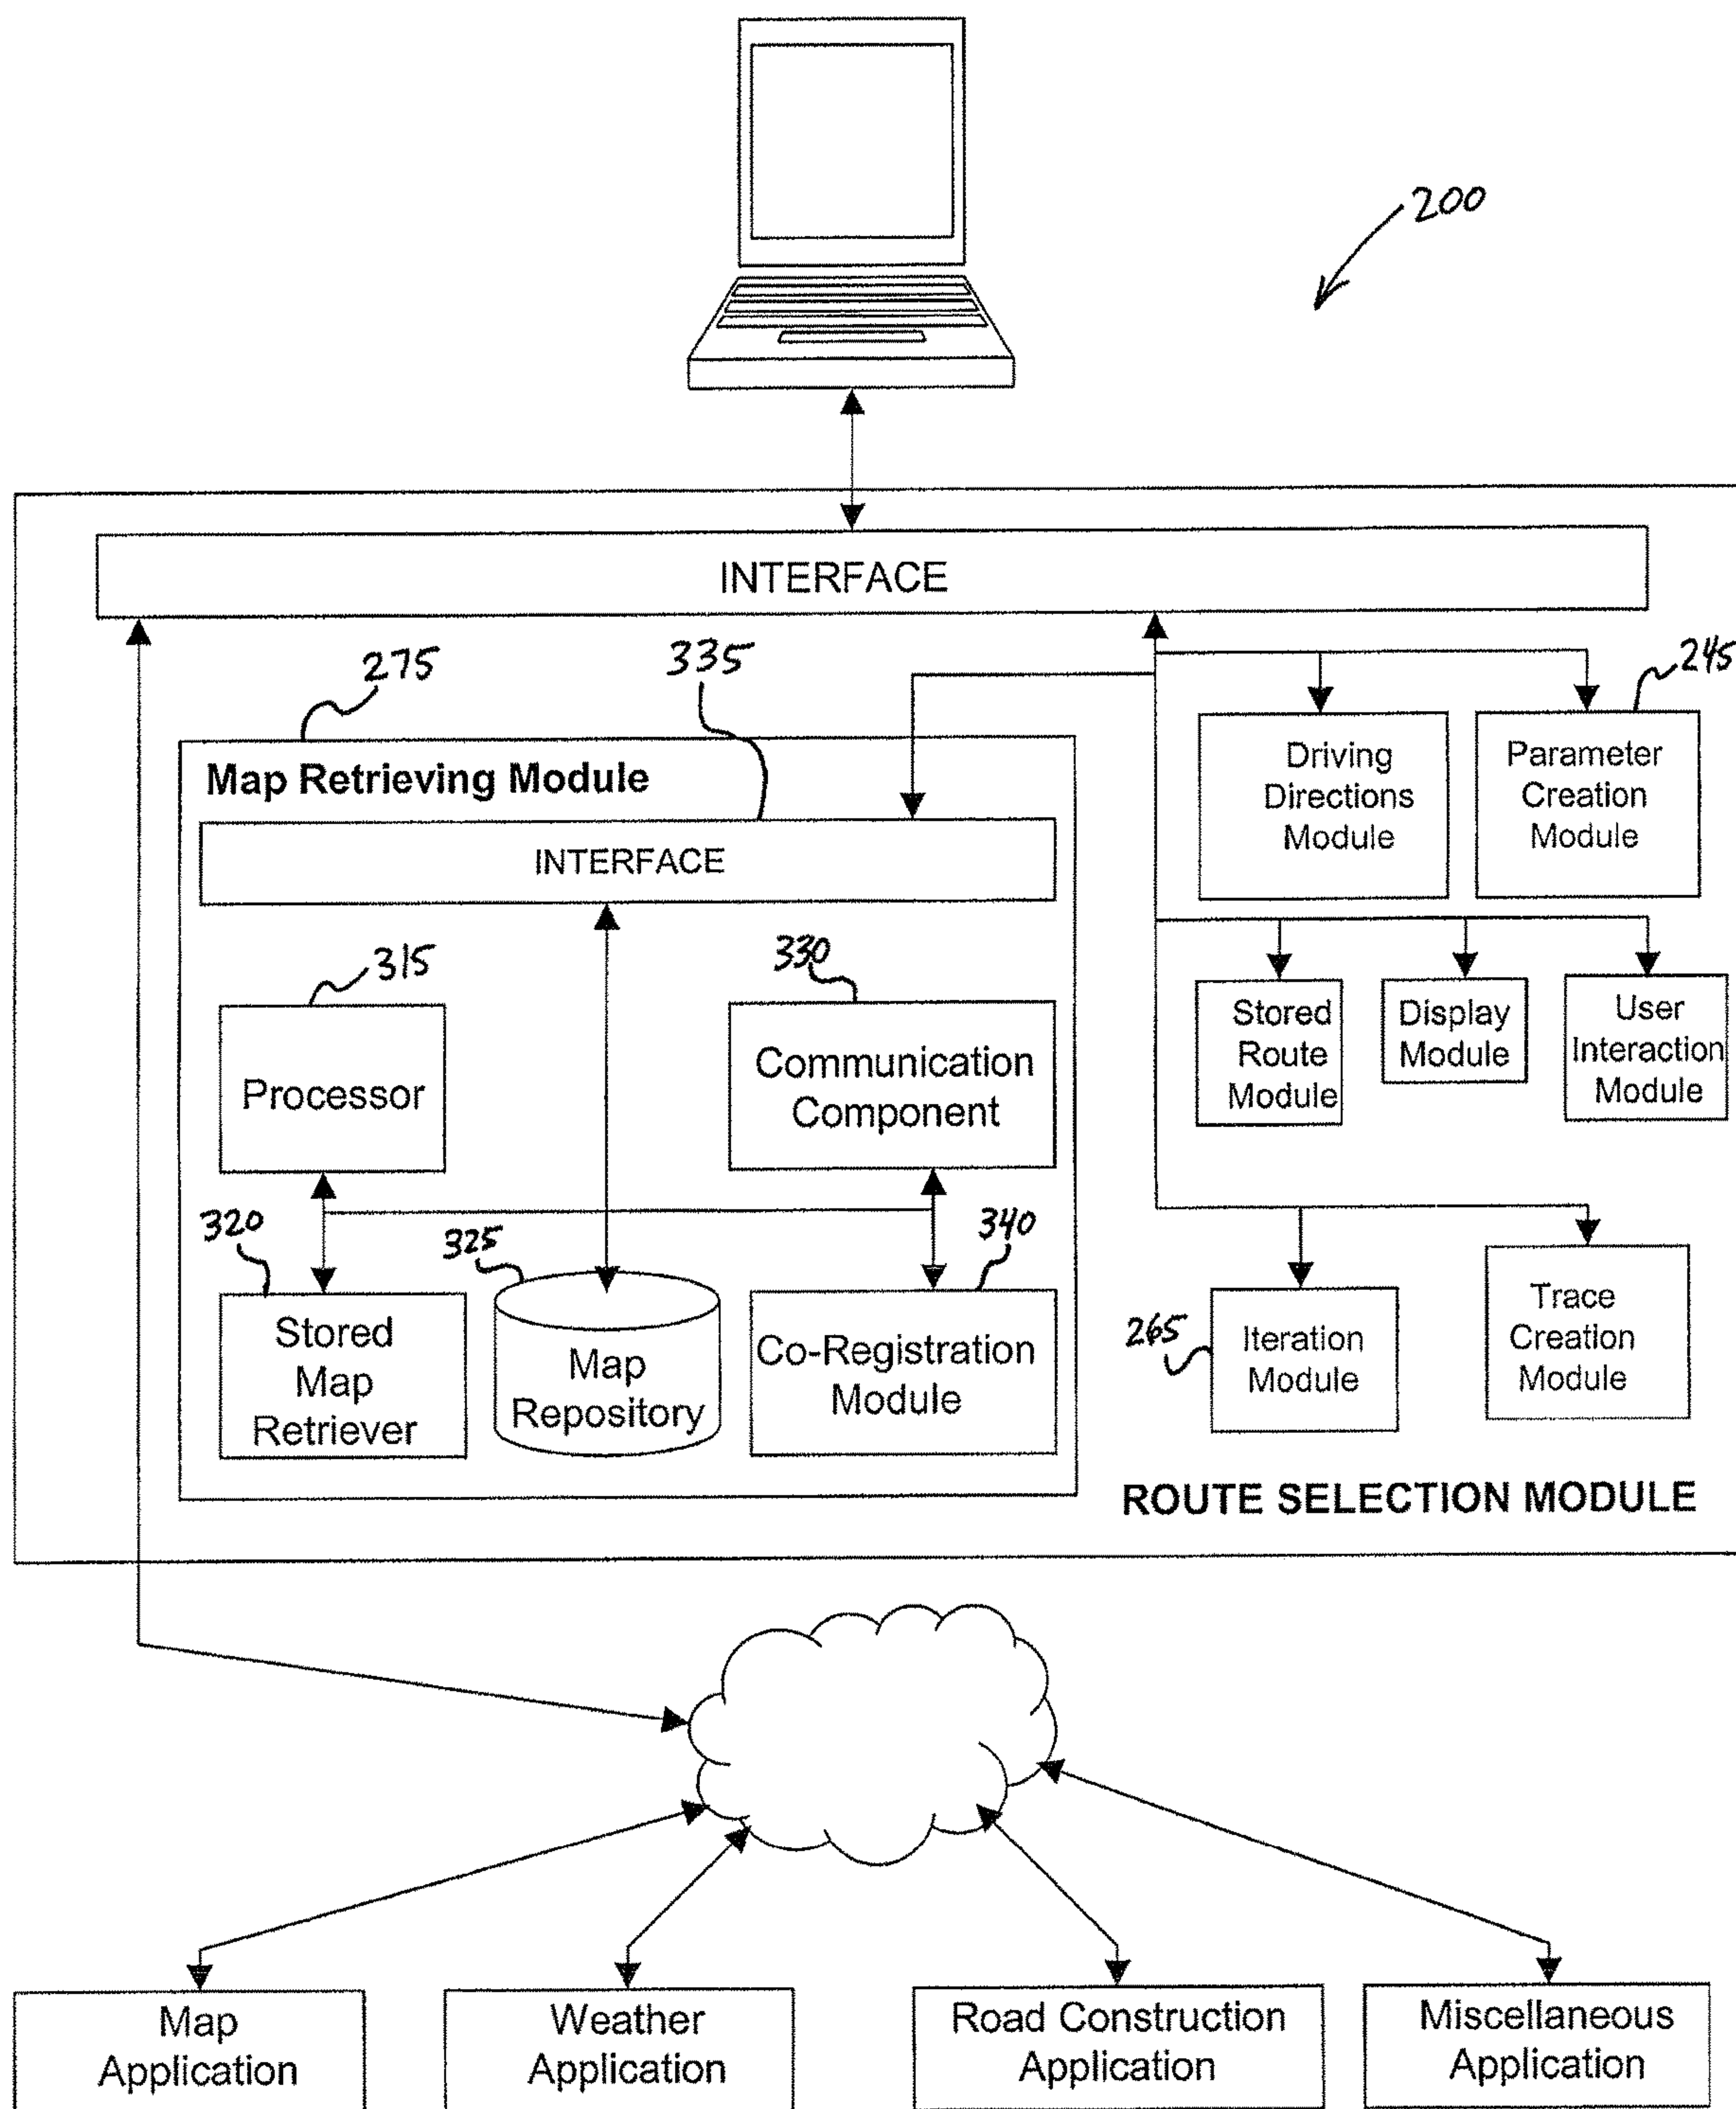 200
INTERFACE
275
335
245
Map Retrieving Module
Driving
Directions
Module
Parameter
Creation
Module
INTERFACE
315
330
Processor
Communication
Component
Stored
Route
Module
Display
Module
User
Interaction
Module
320
325
340
Stored
Map
Retriever
Map
Repository
Co-Registration
Module
265
Iteration
Module
Trace
Creation
Module
ROUTE SELECTION MODULE
Map
Application
Weather
Application
Road Construction
Application
Miscellaneous
Application